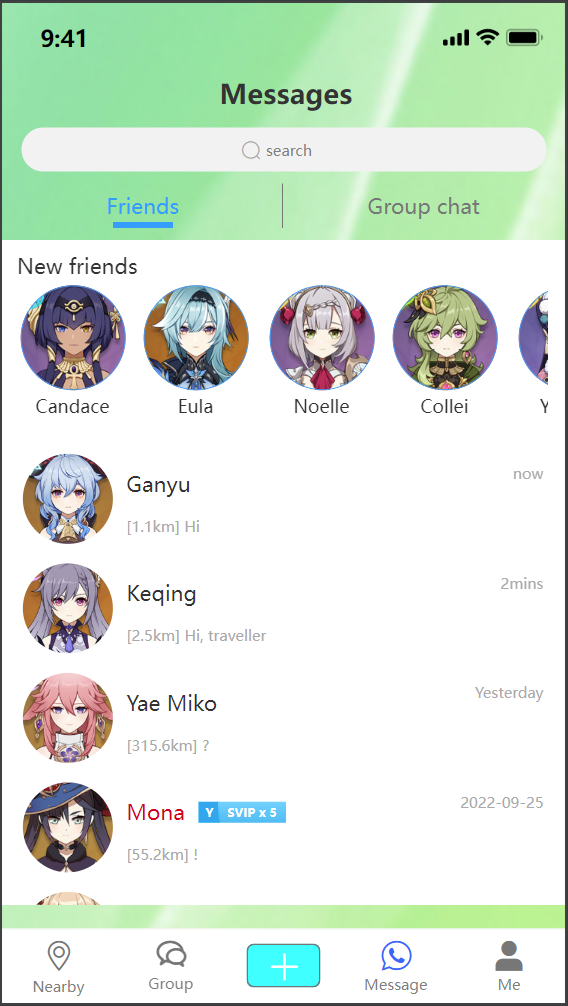 9:41
Messages
search
Friends
Group chat
New friends
Candace
Eula
Noelle
Collei
Y
Ganyu
now
[1.1km] Hi
Keqing
2mins
[2.5km] Hi, traveller
Yae Miko
Yesterday
[315.6km] ?
Mona
Y SVIP x 5
2022-09-25
[55.2km] !
Nearby
Group
Message
Me